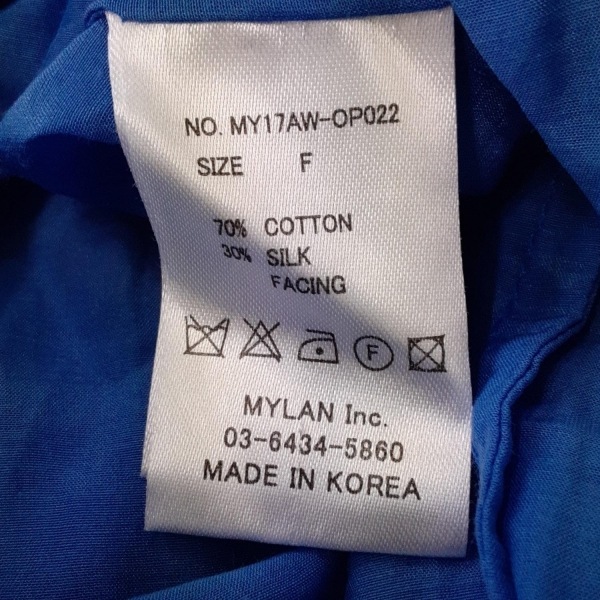 NO. MY17AW-OP022
SIZE F
70% COTTON
30% SILK
FACING
F
MYLAN Inc.
03-6434-5860
MADE IN KOREA